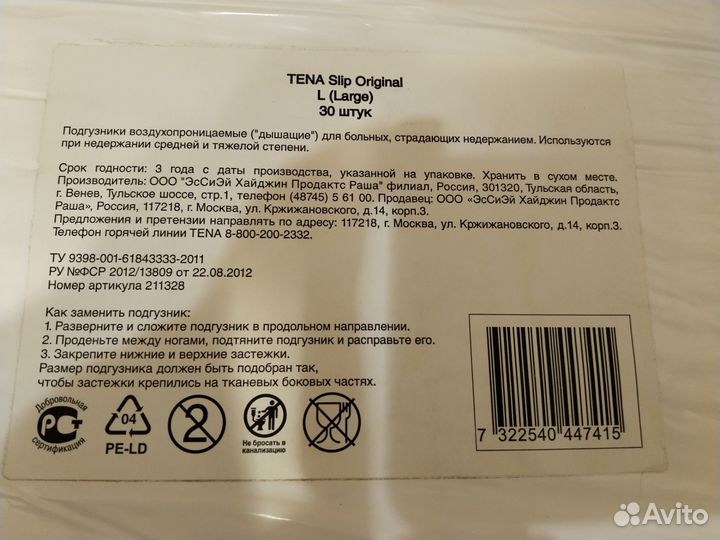 TENA Slip Original
L (Large)
30 штук
Подгузники воздухопроницаемые ("дышащие") для больных, страдающих недержанием. Используются
при недержании средней и тяжелой степени.
Срок годности: 3 года с даты производства, указанной на упаковке. Хранить в сухом месте.
Производитель: ООО "ЭсСиЭй Хайджин Продактс Раша" филиал, Россия, 301320, Тульская область,
г. Венев, Тульское шоссе, стр.1, телефон (48745) 5 61 00. Продавец: ООО «ЭсСиЭй Хайджин Продактс
Раша», Россия, 117218, г. Москва, ул. Кржижановского, д.14, корп.3.
Предложения и претензии направлять по адресу: 117218, г. Москва, ул. Кржижановского, д.14, корп.3.
Телефон горячей линии TENA 8-800-200-2332.
ТУ 9398-001-61843333-2011
РУ №ФСР 2012/13809 от 22.08.2012
Номер артикула 211328
Как заменить подгузник:
1. Разверните и сложите подгузник в продольном направлении.
2. Проденьте между ногами, подтяните подгузник и расправьте его.
3. Закрепите нижние и верхние застежки.
Размер подгузника должен быть подобран так,
чтобы застежки крепились на тканевых боковых частях.
Добровольная
РСТ
сертификация
04
PE-LD
2
Не бросать в
канализацию
7 322540 447415
Avito